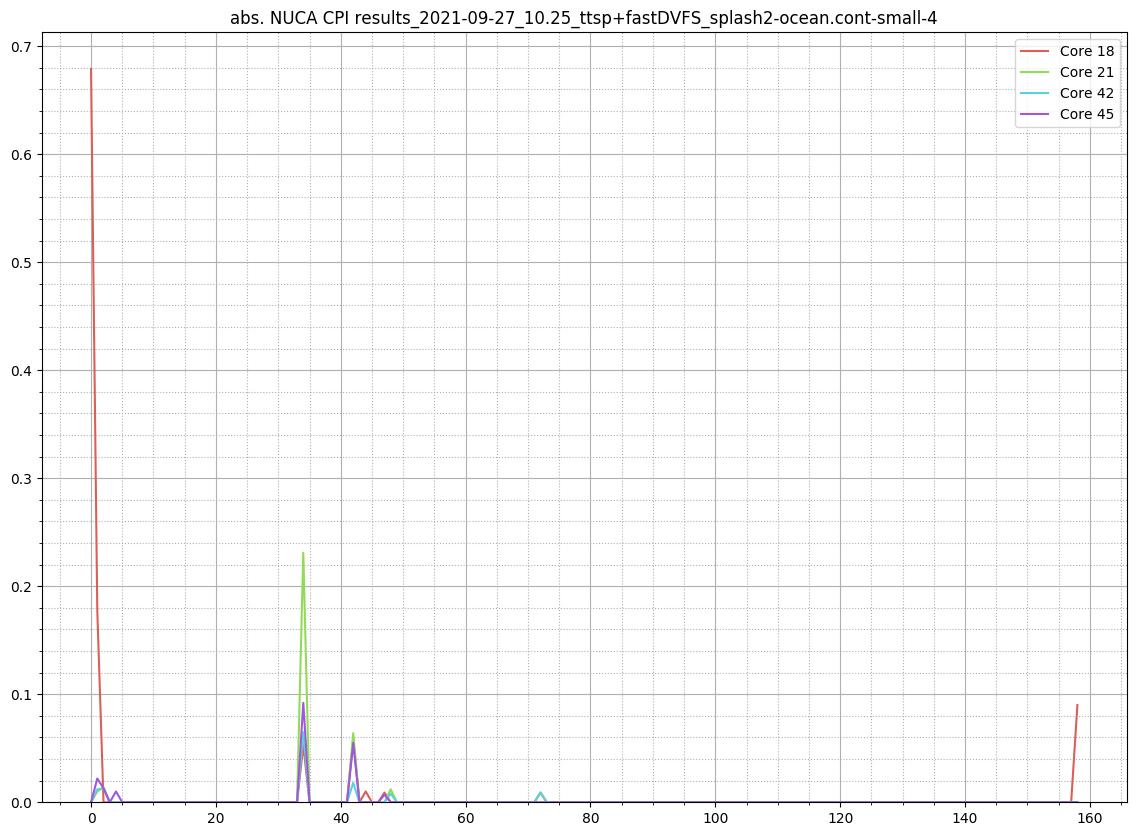 abs. NUCA CPI results_2021-09-27_10.25_ttsp+fastDVFS_splash2-ocean.cont-small-4
Core 18
Core 21
Core 42
Core 45
0.7
0.6
0.5
0.4
0.3
0.2
0.1
0.0
0 20 40 60 80 100 120 140 160